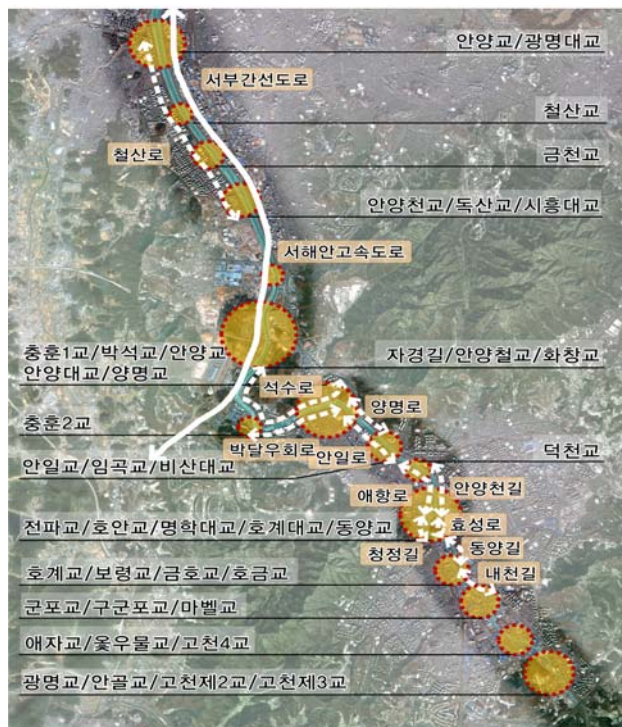 안양교/광명대교
서부간선도로
철산교
철산로
금천교
안양천교/독산교/시흥대교
서해안고속도로
충훈1교/박석교/안양교
안양대교/양명교
자경길/안양철교/화창교
석수로
양명로
충훈2교
박달우회로
안일로
덕천교
안일교/임곡교/비산대교
애향로
안양천길
전파교/호안교/명학대교/호계대교/동양교
효성로
청정길
동양길
호계교/보령교/금호교/호금교
내천길
군포교/구군포교/마벨교
애자교/옻우물교/고천4교
광명교/안골교/고천제2교/고천제3교